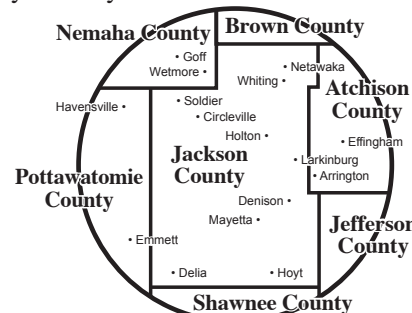 Brown County
Nemaha County
Goff
Wetmore
Netawaka
Whiting
Atchison
County
Havensville
Soldier
Circleville
Holton
Effingham
Jackson
County
Larkinburg
Arrington
Pottawatomie
County
Denison
Mayetta
Jefferson
County
Emmett
Delia
Hoyt
Shawnee County